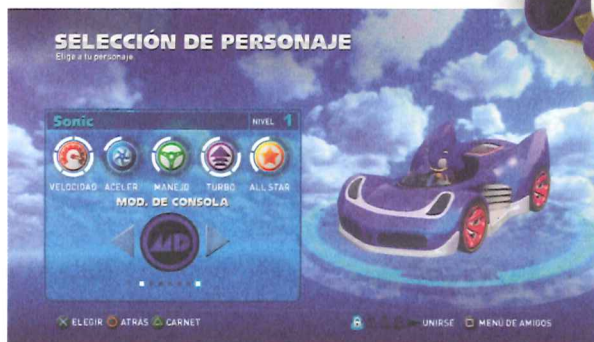 SELECCIÓN DE PERSONAJE
Elige a tu personaje
Sonic
NIVEL 1
VELOCIDAD ACELER MANEJO TURBO ALL STAR
MOD. DE CONSOLA
MD
ELEGIR ATRÁS CARNET
UNIRSE MENÚ DE AMIGOS